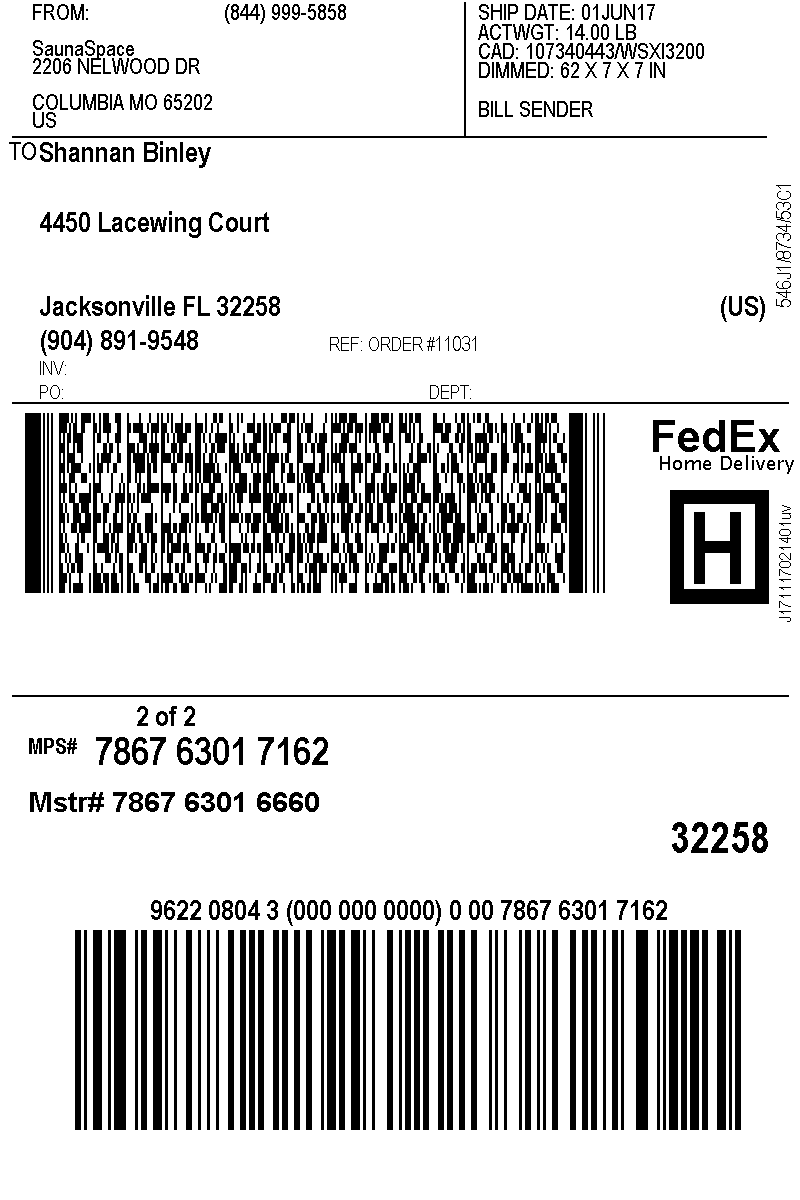 FROM: (844) 999-5858
SaunaSpace
2206 NELWOOD DR
COLUMBIA MO 65202
US
SHIP DATE: 01JUN17
ACTWGT: 14.00 LB
CAD: 107340443/WSXI3200
DIMMED: 62 X 7 X 7 IN
BILL SENDER
TO Shannan Binley
4450 Lacewing Court
Jacksonville FL 32258 (US)
(904) 891-9548 REF: ORDER #11031
INV:
PO: DEPT:
546J1/8734/53C1
FedEx
Home Delivery
H
J171117021401uv
2 of 2
MPS# 7867 6301 7162
Mstr# 7867 6301 6660
32258
9622 0804 3 (000 000 0000) 0 00 7867 6301 7162